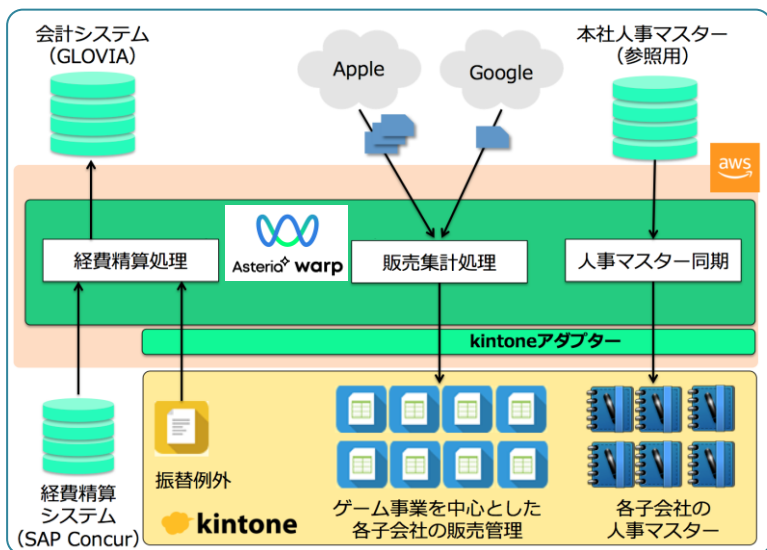 会計システム
（GLOVIA）
Apple
Google
本社人事マスター
（参照用）
aws
経費精算処理
Asteria warp
販売集計処理
人事マスター同期
kintoneアダプター
振替例外
経費精算
システム
(SAP Concur)
kintone
ゲーム事業を中心とした
各子会社の販売管理
各子会社の
人事マスター